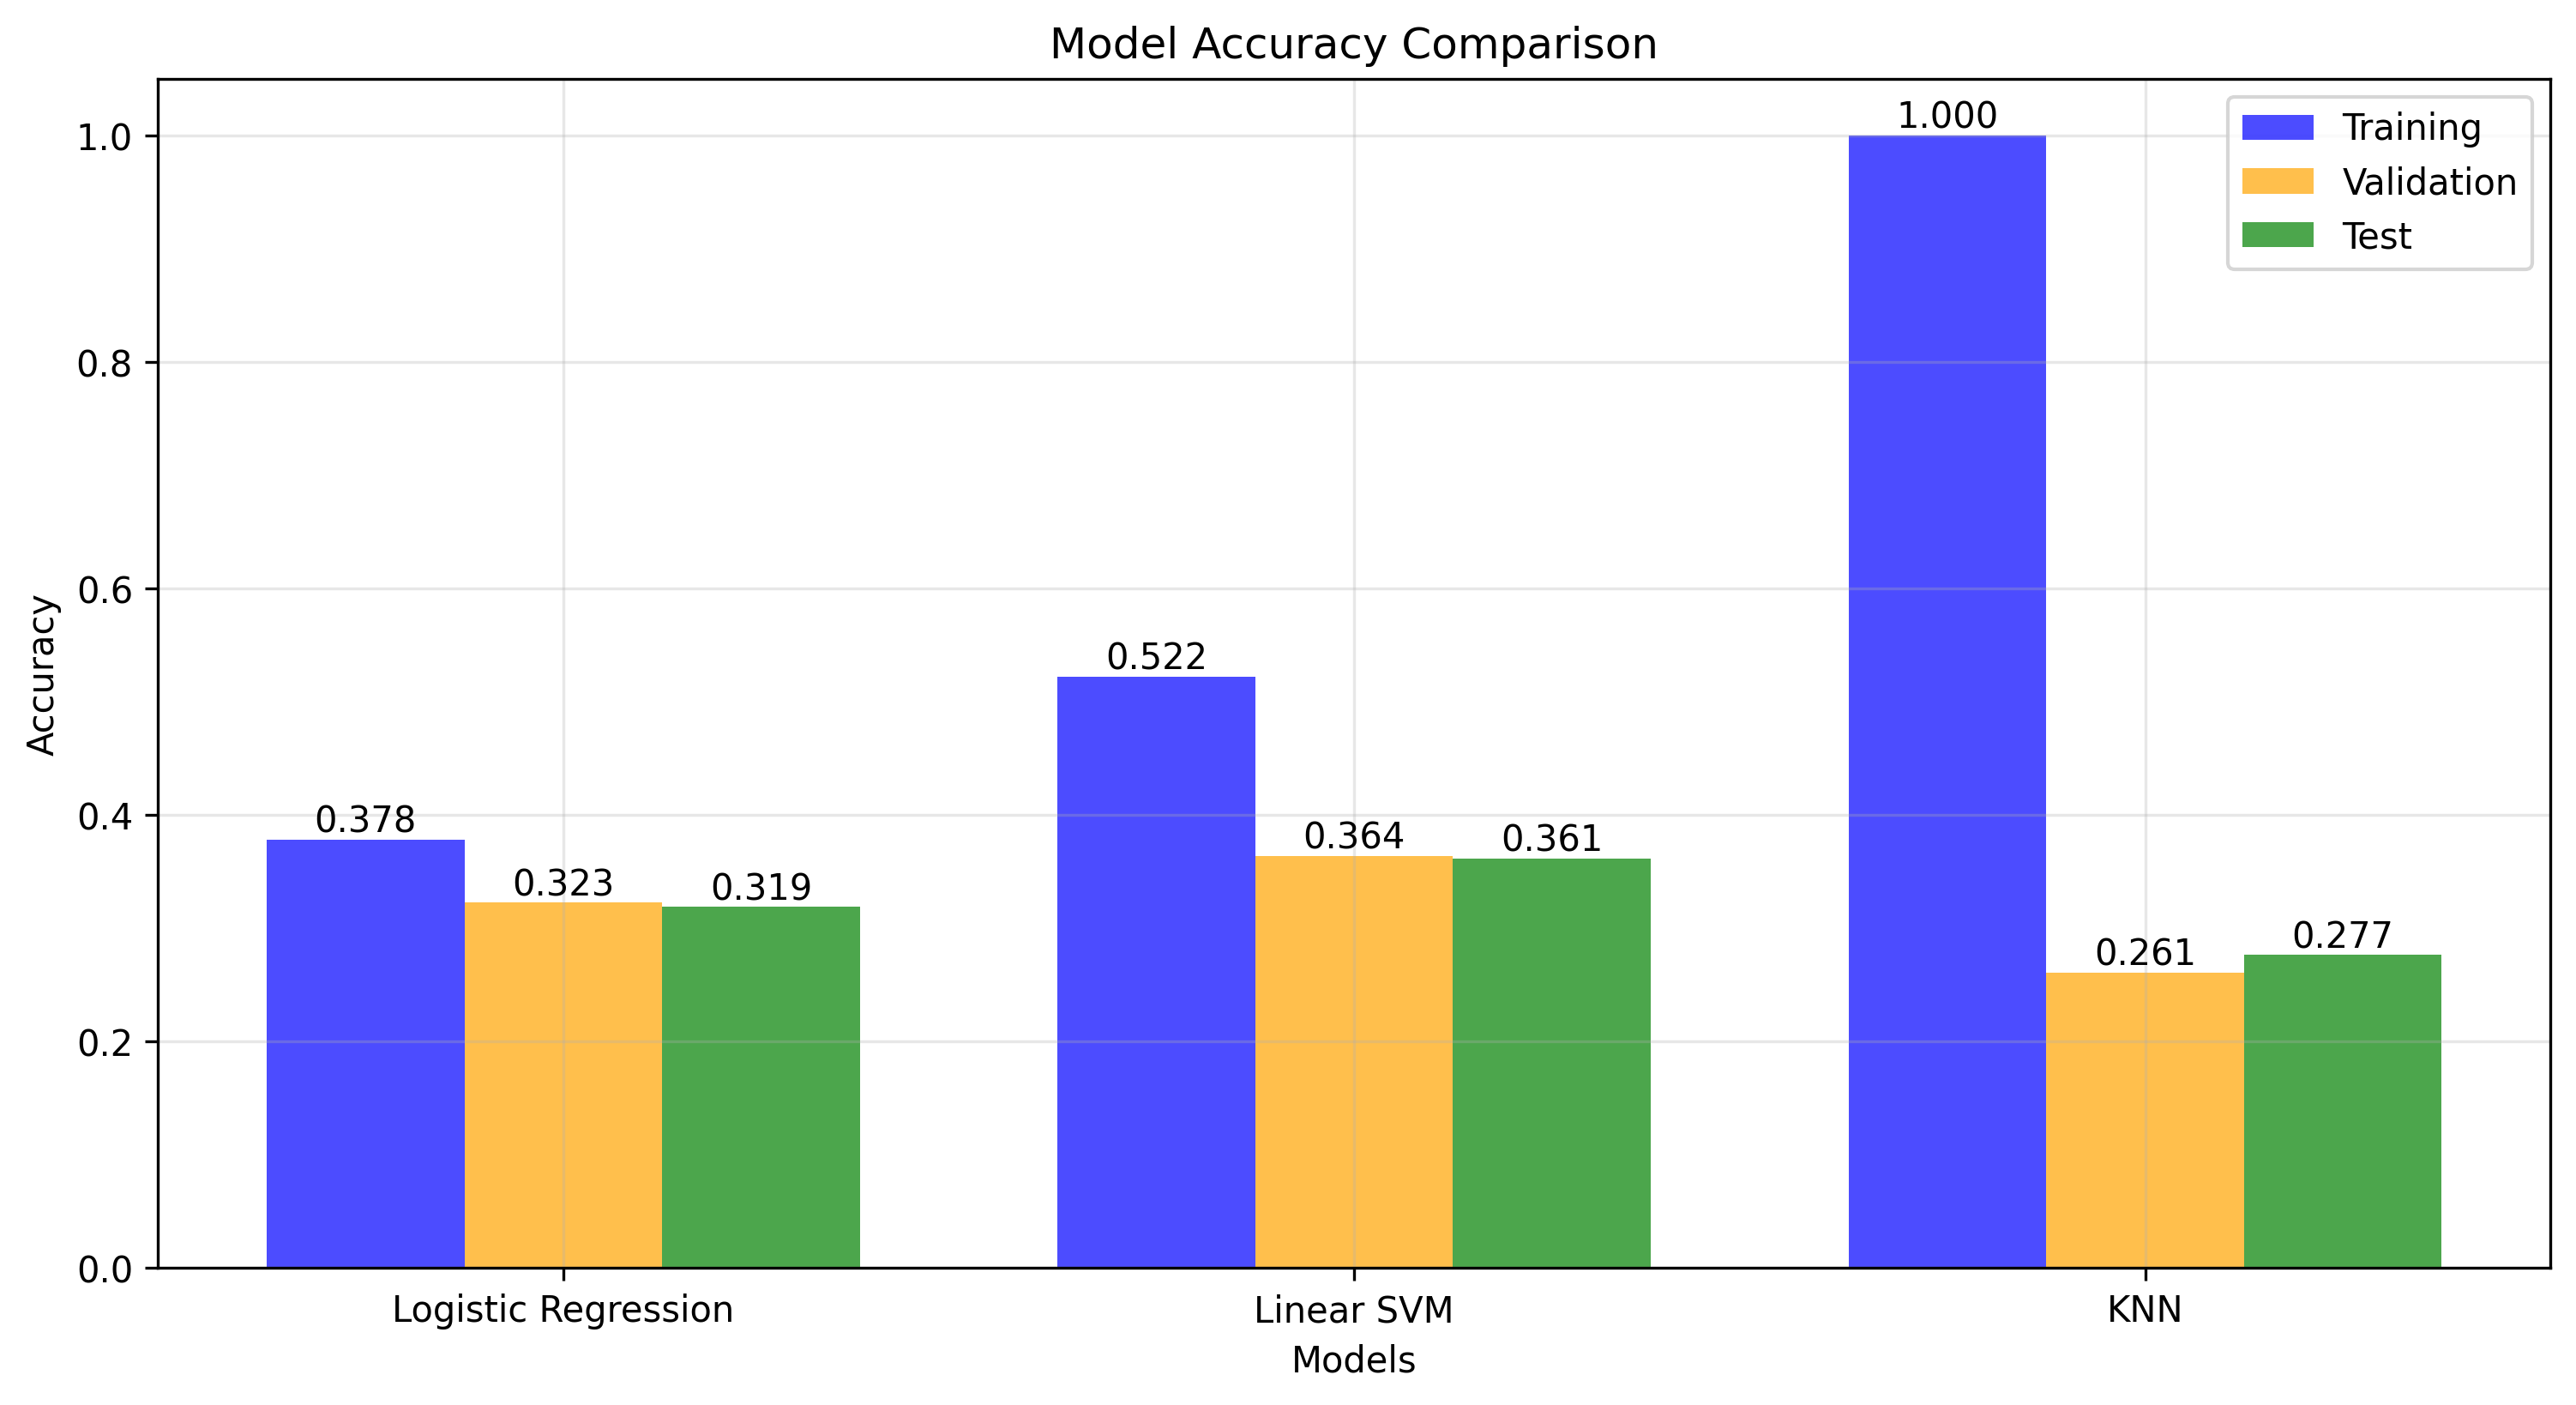 Model Accuracy Comparison
Accuracy
1.0
0.8
0.6
0.4
0.2
0.0
0.378
0.323
0.319
0.522
0.364
0.361
1.000
0.261
0.277
Training
Validation
Test
Logistic Regression
Linear SVM
KNN
Models